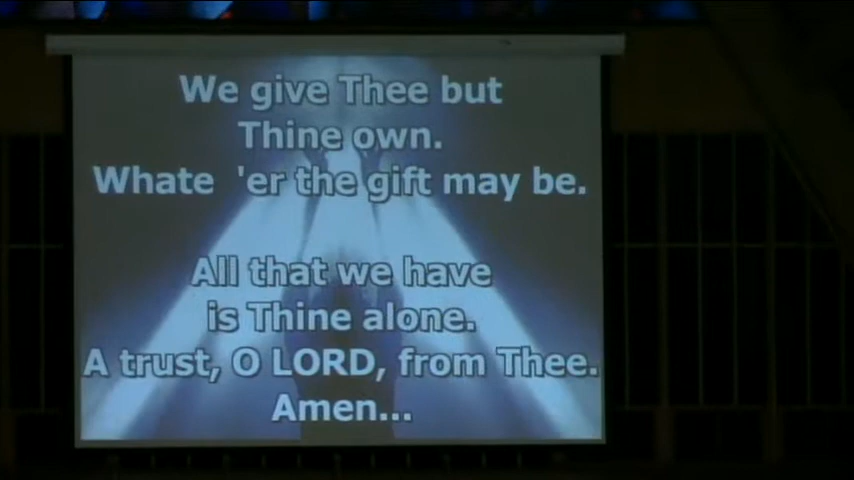 We give Thee but
Thine own.
Whate 'er the gift may be.
All that we have
is Thine alone.
A trust, O LORD, from Thee.
Amen...